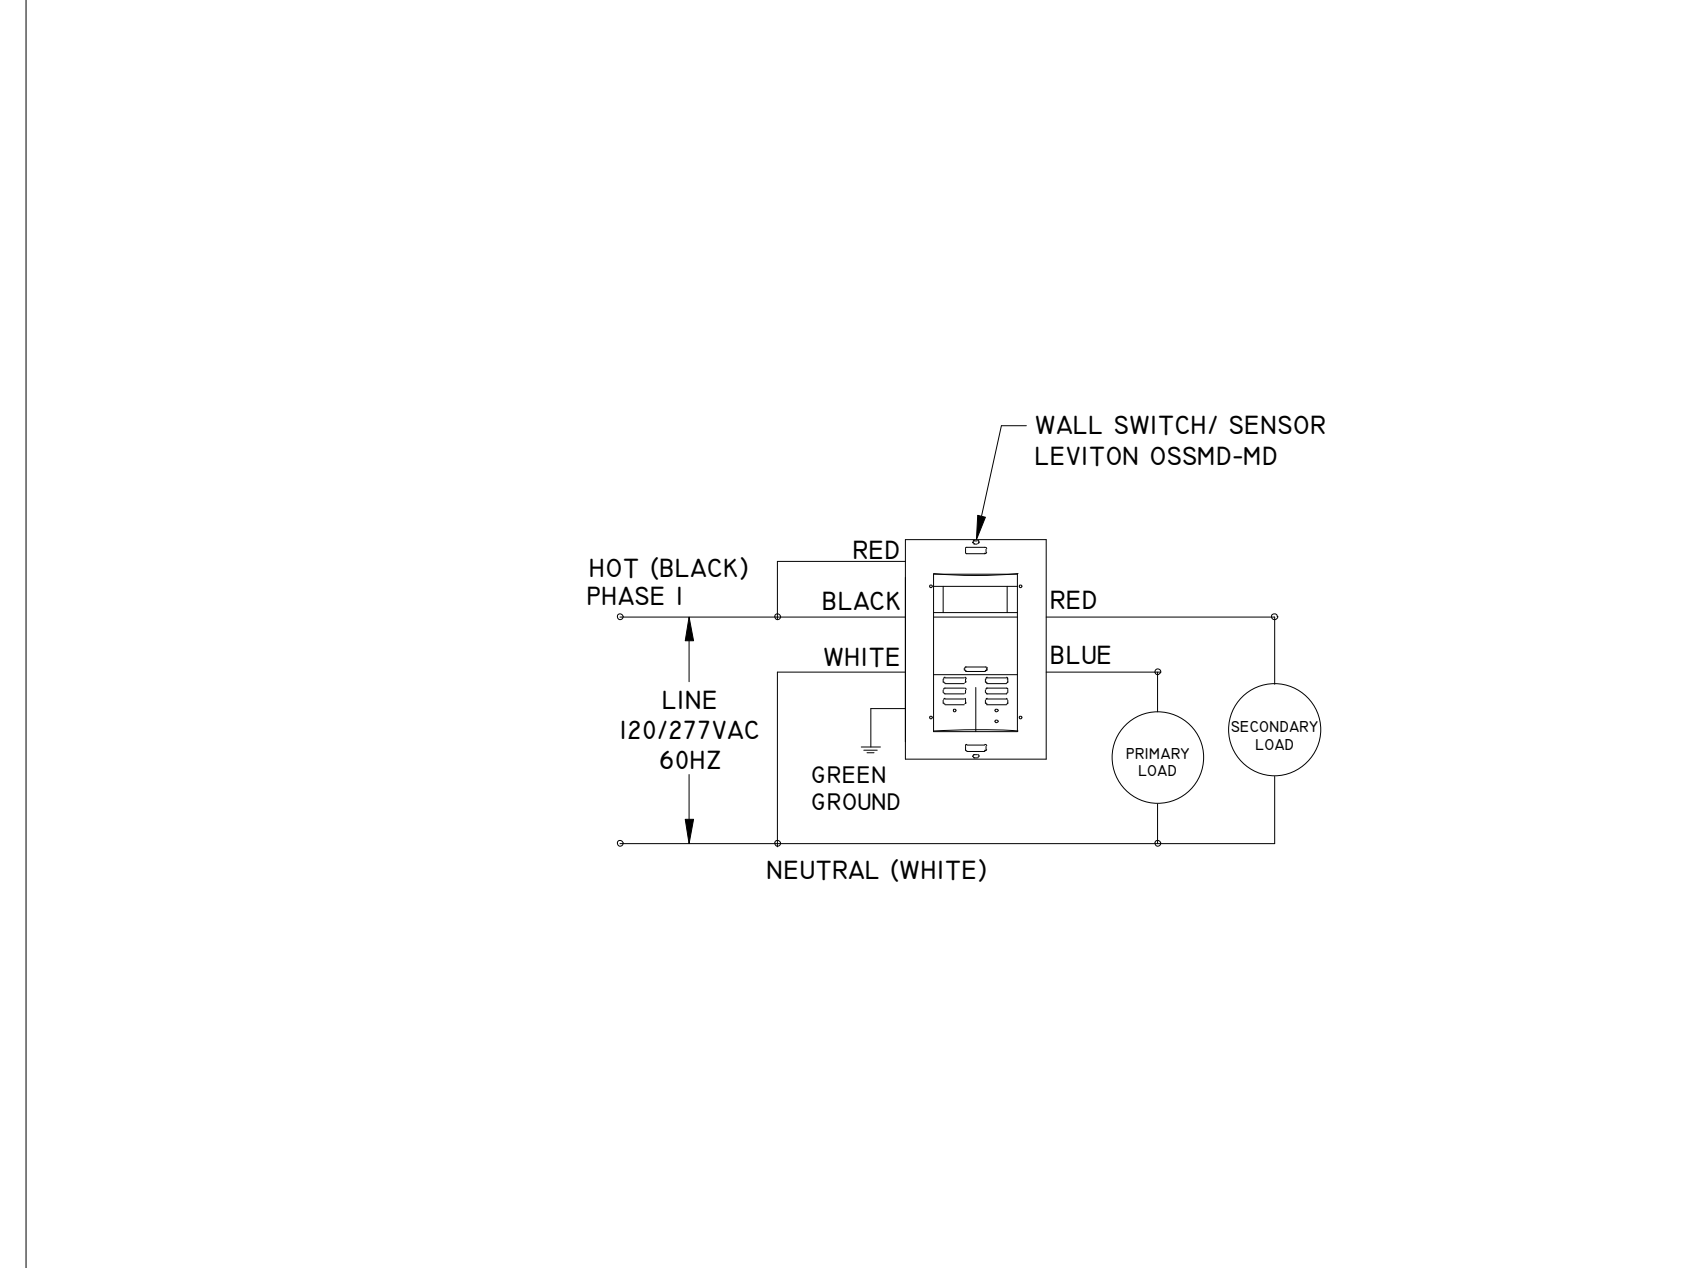 WALL SWITCH/ SENSOR
LEVITON OSSMD-MD
RED
HOT (BLACK)
PHASE 1
BLACK
RED
WHITE
BLUE
LINE
120/277VAC
60HZ
SECONDARY
LOAD
PRIMARY
LOAD
GREEN
GROUND
NEUTRAL (WHITE)